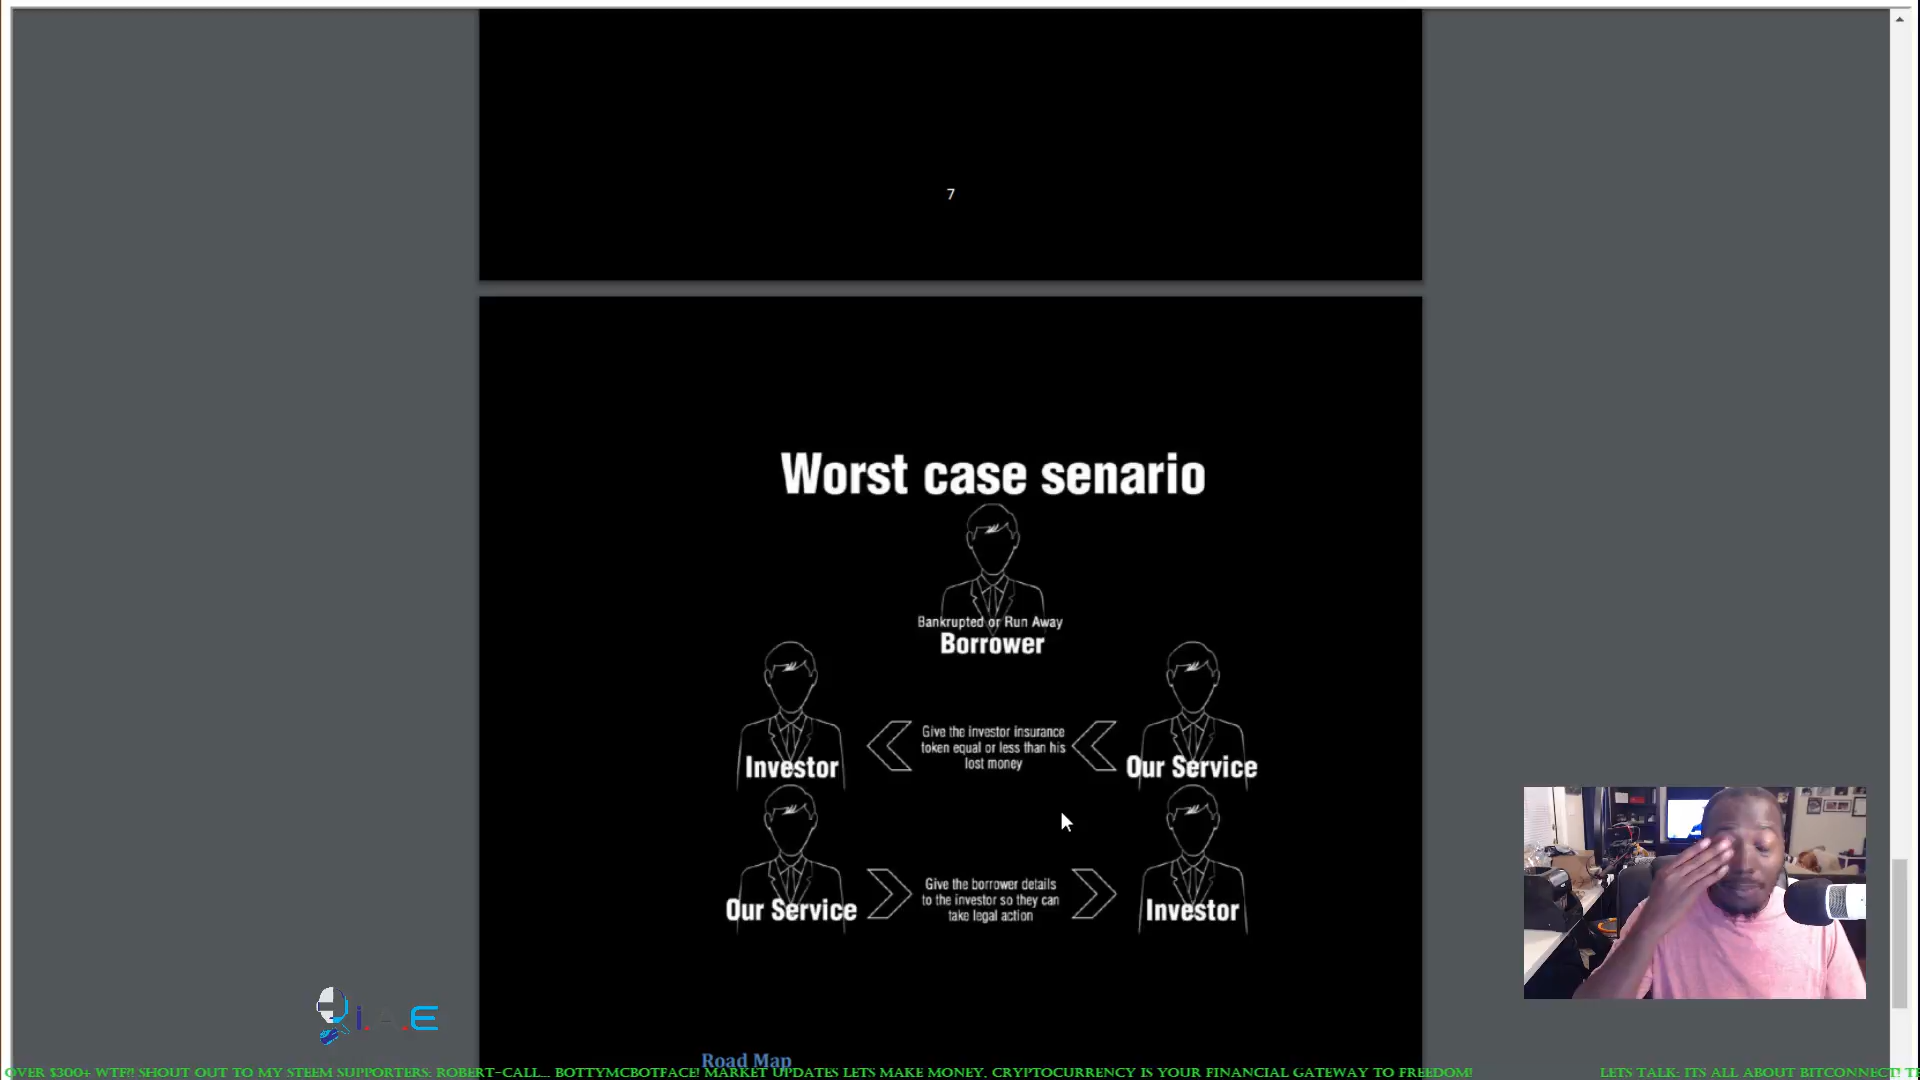 7
Worst case senario
Bankrupted or Run Away
Borrower
Give the investor insurance
token equal or less than his
lost money
Investor
Our Service
Give the borrower details
to the investor so they can
take legal action
Our Service
Investor
i.A.E
Road Map
OVER $300+ WTF!! SHOUT OUT TO MY STEEM SUPPORTERS: ROBERT-CALL... BOTTYMCBOTFACE! MARKET UPDATES LETS MAKE MONEY, CRYPTOCURRENCY IS YOUR FINANCIAL GATEWAY TO FREEDOM! LETS TALK: ITS ALL ABOUT BITCONNECT!